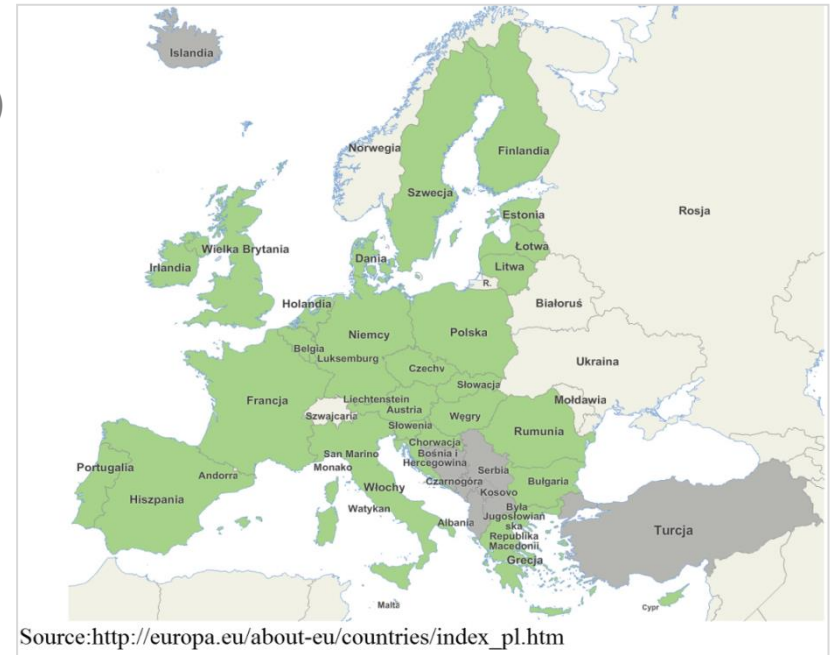 Islandia
Norwegia
Finlandia
Szwecja
Rosja
Estonia
Łotwa
Litwa
R.
Dania
Wielka Brytania
Irlandia
Białoruś
Holandia
Niemcy
Polska
Belgia
Luksemburg
Ukraina
Czechy
Słowacja
Mołdawia
Francja
Liechtenstein
Szwajcaria
Austria
Węgry
Słowenia
Rumunia
Chorwacja
San Marino
Bośnia i
Hercegowina
Monako
Serbia
Portugalia
Andorra
Czarnogóra
Bułgaria
Hiszpania
Włochy
Kosovo
Watykan
Albania
Była
Jugosłowiań
ska
Republika
Macedonii
Turcja
Grecja
Malta
Cypr
Source:http://europa.eu/about-eu/countries/index_pl.htm